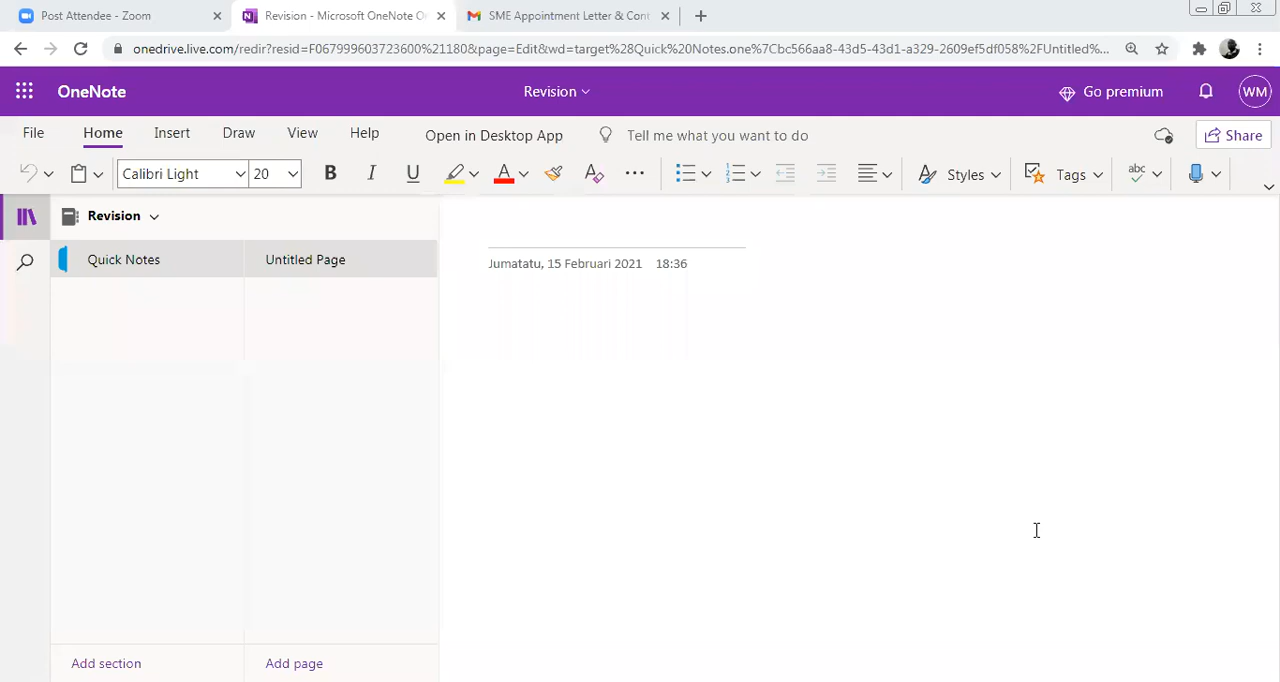 Post Attendee - Zoom
Revision - Microsoft OneNote O
SME Appointment Letter & Cont
onedrive.live.com/redir?resid=F067999603723600%21180&page=Edit&wd=target%28Quick%20Notes.one%7Cbc566aa8-43d5-43d1-a329-2609ef5df058%2FUntitled%...
OneNote
Revision
Go premium
WM
File
Home
Insert
Draw
View
Help
Open in Desktop App
Tell me what you want to do
Share
Calibri Light
20
B
I
U
A
A
Styles
Tags
abc
Revision
Quick Notes
Untitled Page
Jumatatu, 15 Februari 2021 18:36
Add section
Add page